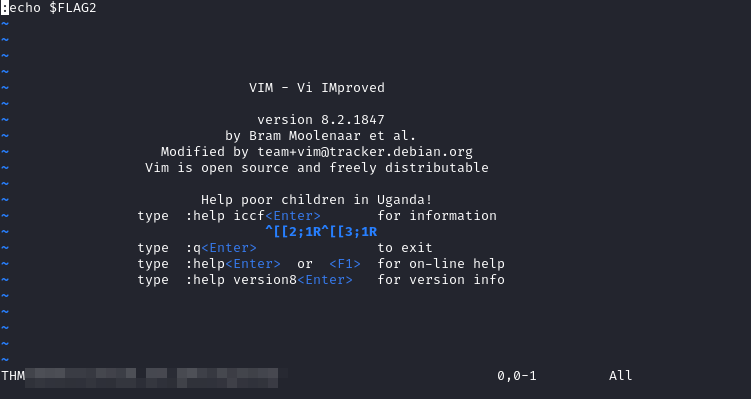 :echo $FLAG2
~
~
~
~
VIM - Vi IMproved
~
~ version 8.2.1847
~ by Bram Moolenaar et al.
~ Modified by team+vim@tracker.debian.org
~ Vim is open source and freely distributable
~
~ Help poor children in Uganda!
~ type :help iccf<Enter> for information
~ ^[[2;1R^[[3;1R
~ type :q<Enter> to exit
~ type :help<Enter> or <F1> for on-line help
~ type :help version8<Enter> for version info
~
~
~
~
~
THM 0,0-1 All